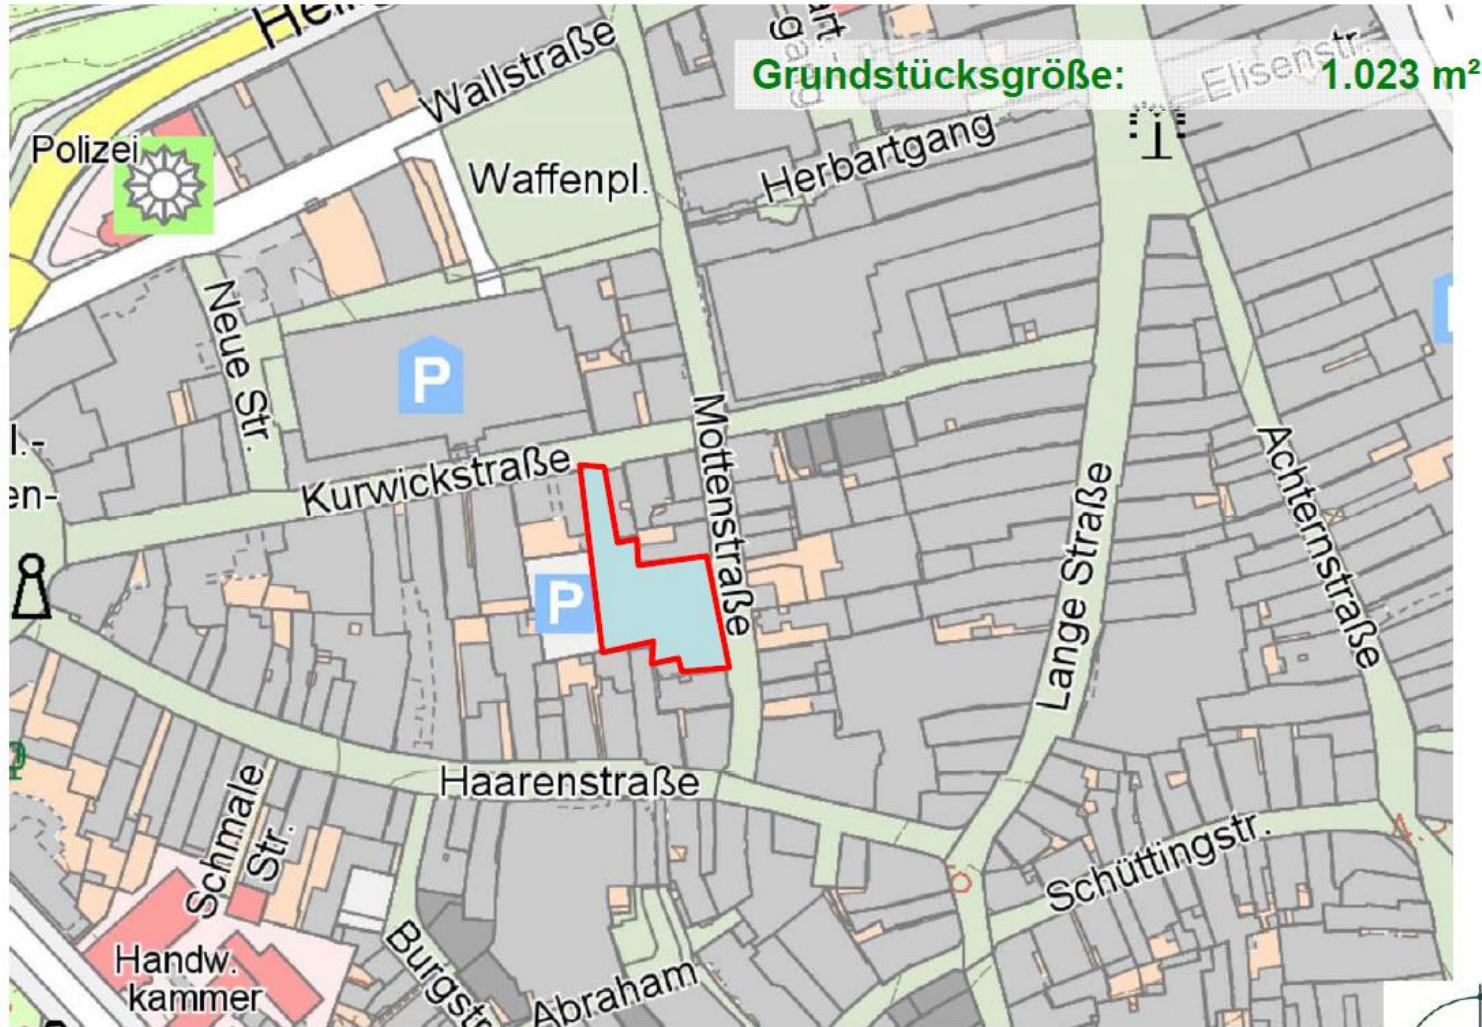 Wallstraße
Grundstücksgröße: 1.023 m²
Elisenstr.
Polizei
Waffenpl.
Herbartgang
Neue Str.
P
Mottenstraße
Kurwickstraße
Achternstraße
Lange Straße
P
Haarenstraße
Schmale
Str.
Schüttingstr.
Handw.
kammer
Burgstr
Abraham